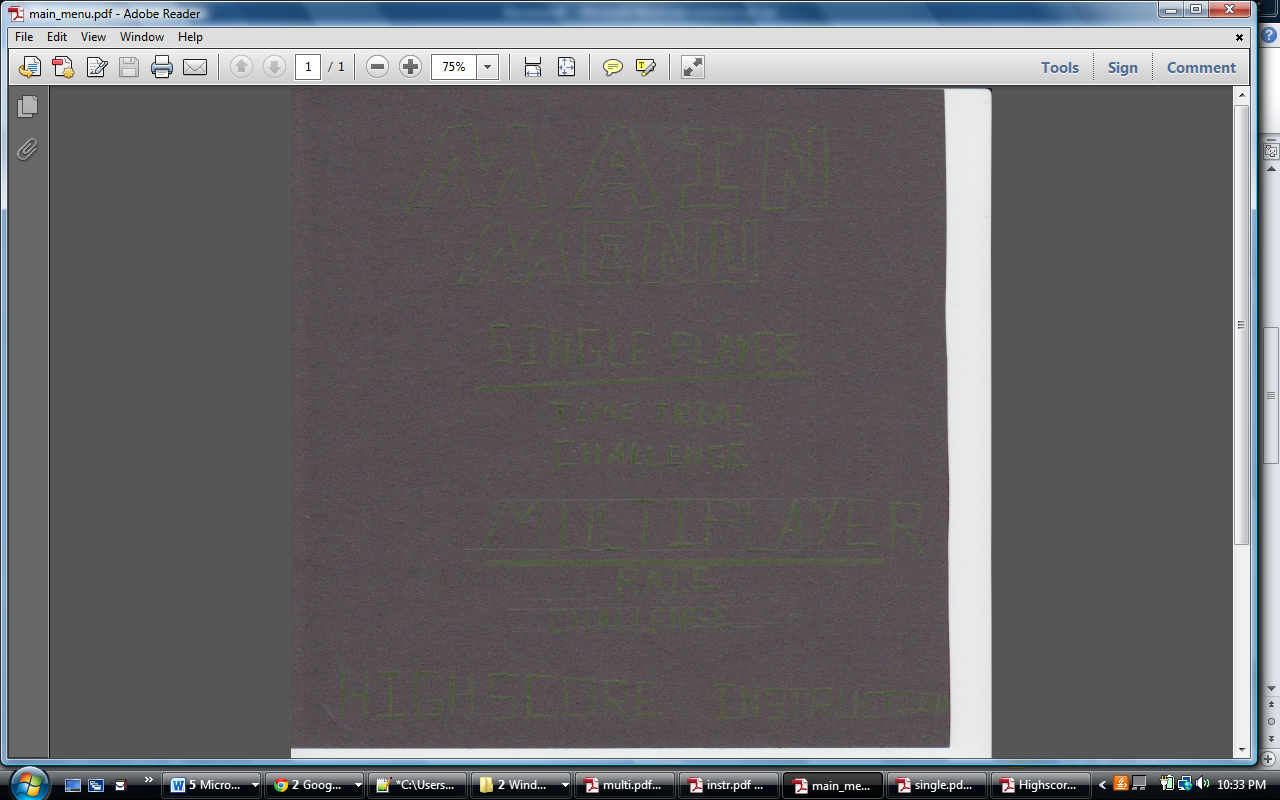 main_menu.pdf - Adobe Reader
File Edit View Window Help
1 / 1 75% Tools Sign Comment
MAIN
MENU
SINGLE PLAYER
TIME TRIAL
CHALLENGE
MULTIPLAYER
RACE
CHALLENGE
HIGHSCORE INSTRUCTION
5 Micro... 2 Goog... *C:\Users... 2 Wind... multi.pdf... instr.pdf ... main_me... single.pd... Highscor... 10:33 PM